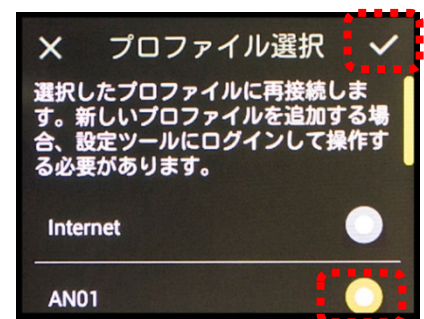 プロファイル選択
選択したプロファイルに再接続しま
す。新しいプロファイルを追加する場
合、設定ツールにログインして操作す
る必要があります。
Internet
AN01